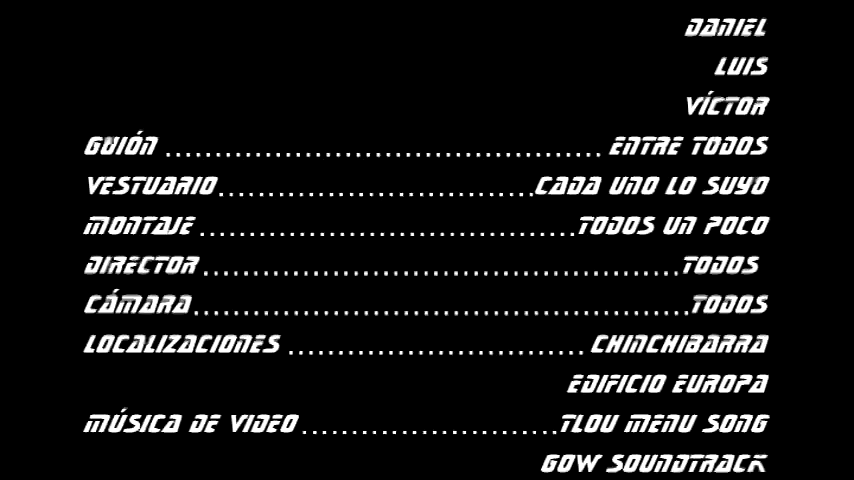 DANIEL
LUIS
VÍCTOR
GUIÓN ............................................ ENTRE TODOS
VESTUARIO................................CADA UNO LO SUYO
MONTAJE ......................................TODOS UN POCO
DIRECTOR ................................................TODOS
CÁMARA..................................................TODOS
LOCALIZACIONES .............................. CHINCHIBARRA
EDIFICIO EUROPA
MÚSICA DE VIDEO..........................TLOU MENU SONG
GOW SOUNDTRACK